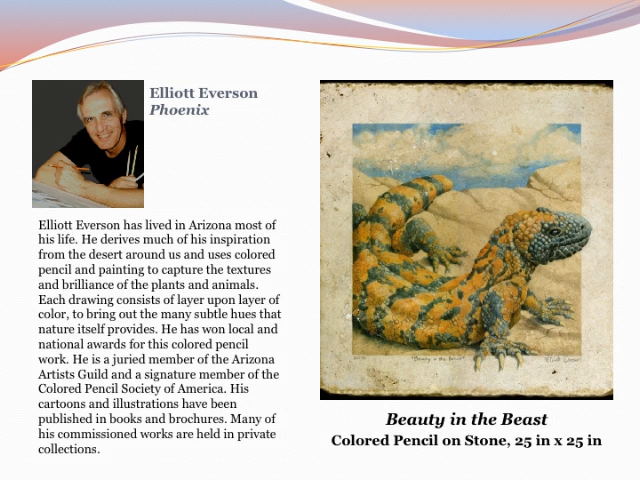 Elliott Everson
Phoenix
Elliott Everson has lived in Arizona most of
his life. He derives much of his inspiration
from the desert around us and uses colored
pencil and painting to capture the textures
and brilliance of the plants and animals.
Each drawing consists of layer upon layer of
color, to bring out the many subtle hues that
nature itself provides. He has won local and
national awards for this colored pencil
work. He is a juried member of the Arizona
Artists Guild and a signature member of the
Colored Pencil Society of America. His
cartoons and illustrations have been
published in books and brochures. Many of
his commissioned works are held in private
collections.
"Beauty in the Beast"
Beauty in the Beast
Colored Pencil on Stone, 25 in x 25 in